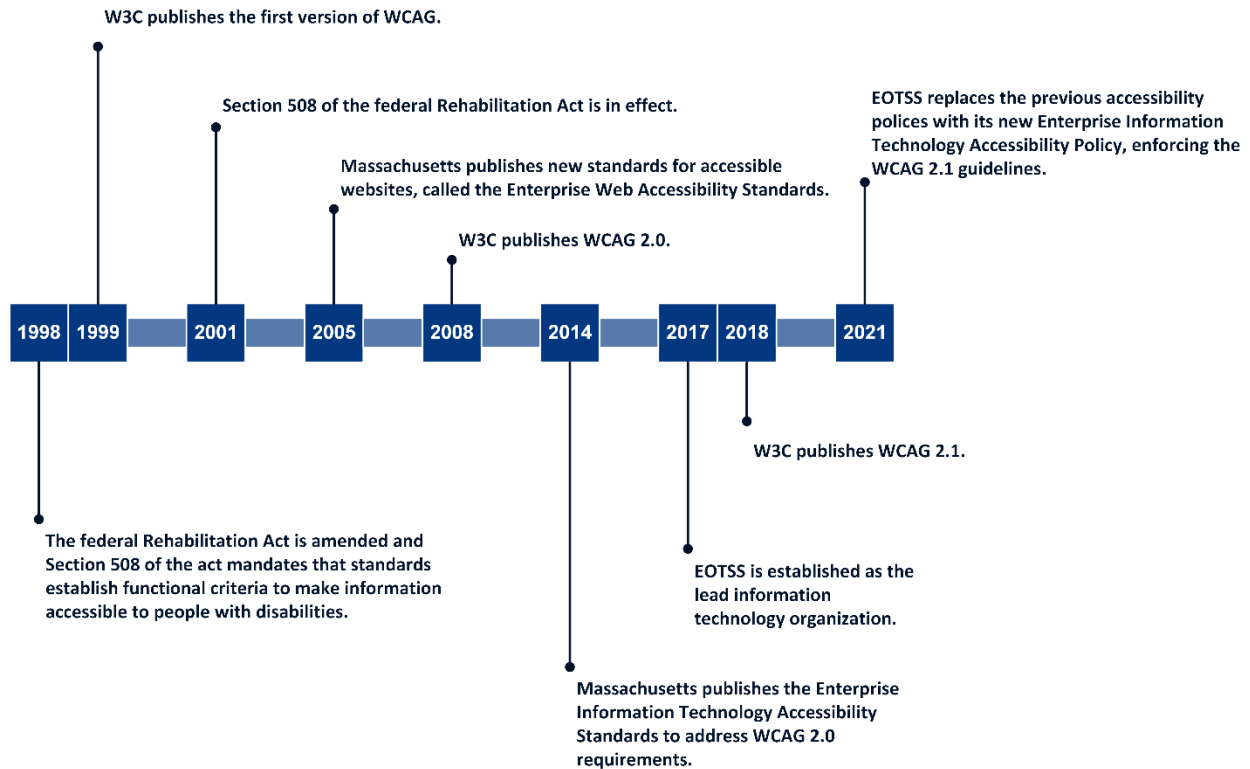 W3C publishes the first version of WCAG.
Section 508 of the federal Rehabilitation Act is in effect.
Massachusetts publishes new standards for accessible
websites, called the Enterprise Web Accessibility Standards.
W3C publishes WCAG 2.0.
EOTSS replaces the previous accessibility
polices with its new Enterprise Information
Technology Accessibility Policy, enforcing the
WCAG 2.1 guidelines.
1998
1999
2001
2005
2008
2014
2017
2018
2021
W3C publishes WCAG 2.1.
The federal Rehabilitation Act is amended and
Section 508 of the act mandates that standards
establish functional criteria to make information
accessible to people with disabilities.
EOTSS is established as the
lead information
technology organization.
Massachusetts publishes the Enterprise
Information Technology Accessibility
Standards to address WCAG 2.0
requirements.